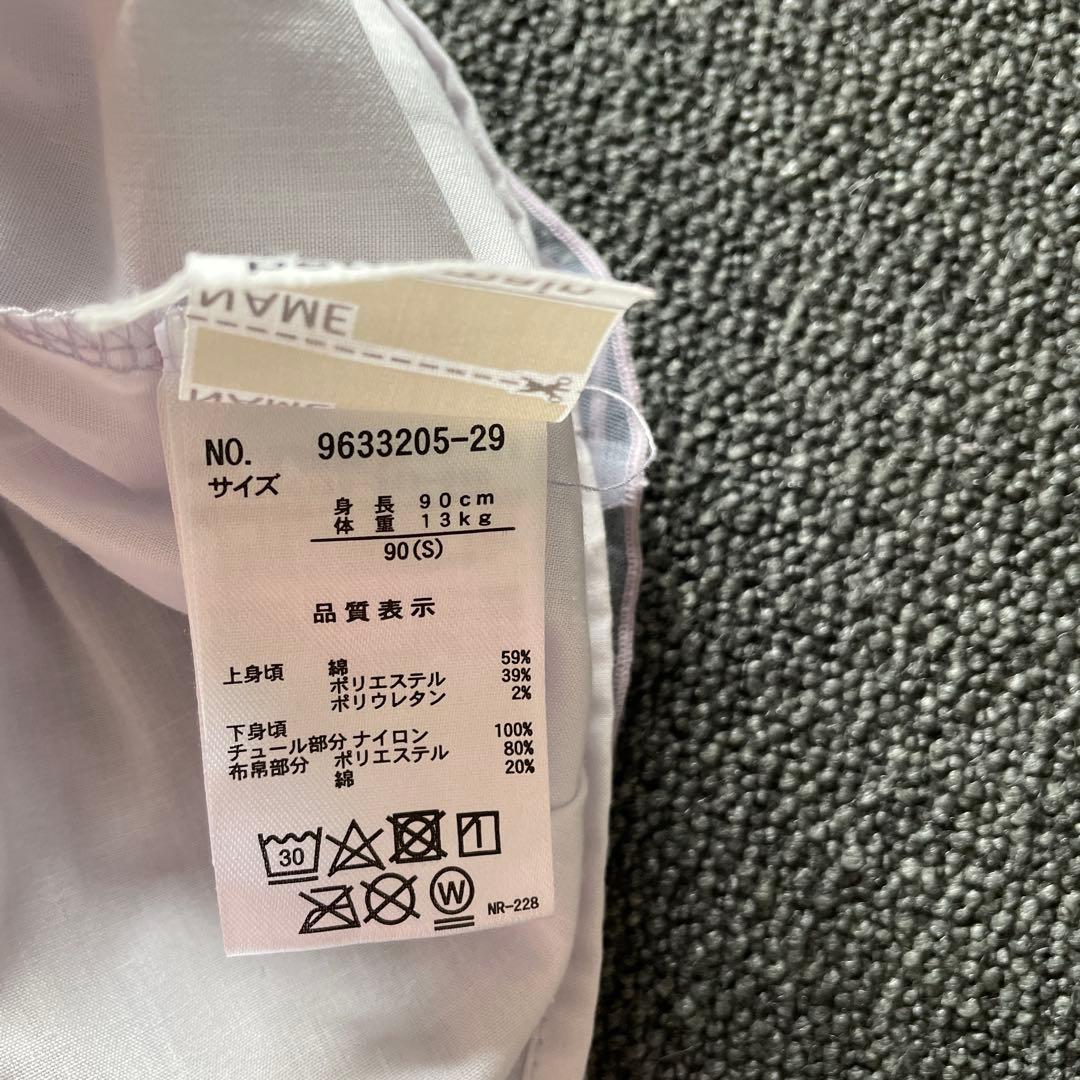 NAME
NAME
NO. 9633205-29
サイズ
身長 90cm
体重 13kg
90(S)
品質表示
上身頃 綿 59%
ポリエステル 39%
ポリウレタン 2%
下身頃
チュール部分 ナイロン 100%
布帛部分 ポリエステル 80%
綿 20%
30
W
NR-228